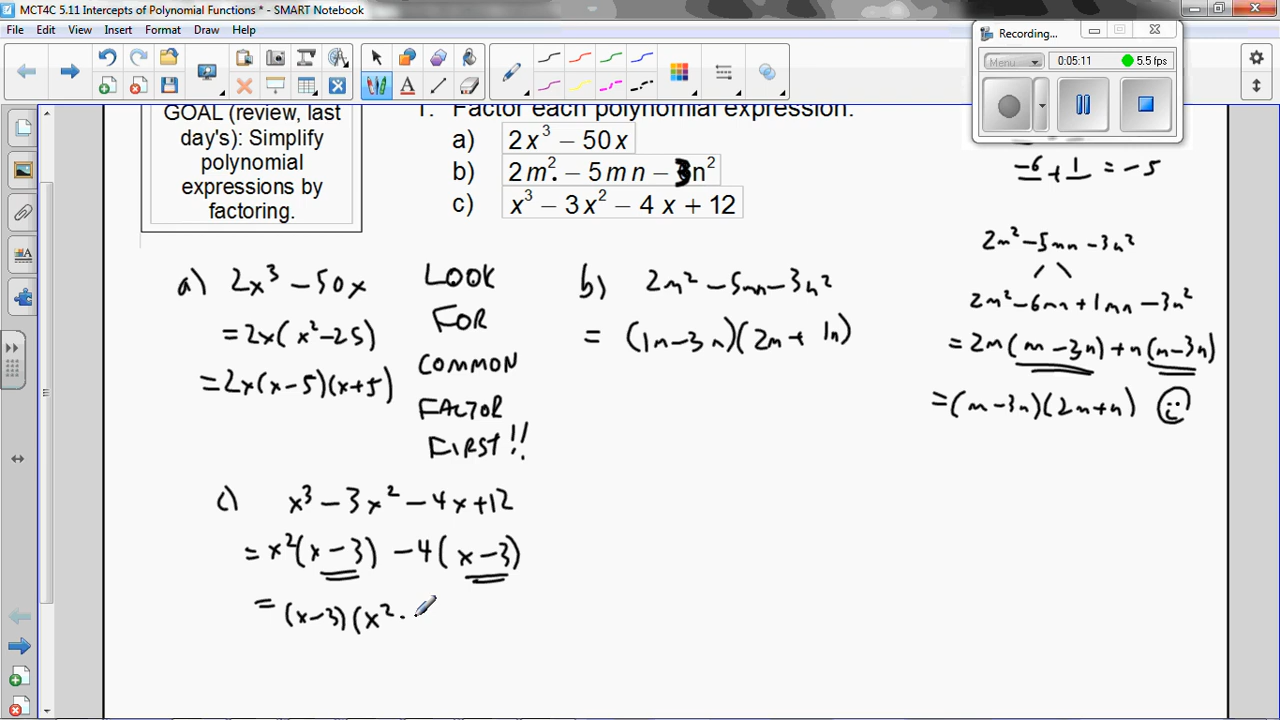 MCT4C 5.11 Intercepts of Polynomial Functions * - SMART Notebook
File Edit View Insert Format Draw Help
Recording...
Menu
0:05:11
5.5 fps
GOAL (review, last
day's): Simplify
polynomial
expressions by
factoring.
1. Factor each polynomial expression.
a) 2x³ − 50x
b) 2m² − 5mn − 3n²
c) x³ − 3x² − 4x + 12
-6 + 1 = -5
a) 2x³ - 50x
= 2x(x² - 25)
= 2x(x - 5)(x + 5)
LOOK
FOR
COMMON
FACTOR
FIRST!!
b) 2m² - 5mn - 3n²
= (1m - 3n)(2m + 1n)
2m² - 5mn - 3n²
2m² - 6mn + 1mn - 3n²
= 2m(m - 3n) + n(m - 3n)
= (m - 3n)(2m + n)
c) x³ - 3x² - 4x + 12
= x²(x - 3) - 4(x - 3)
= (x - 3)(x² -